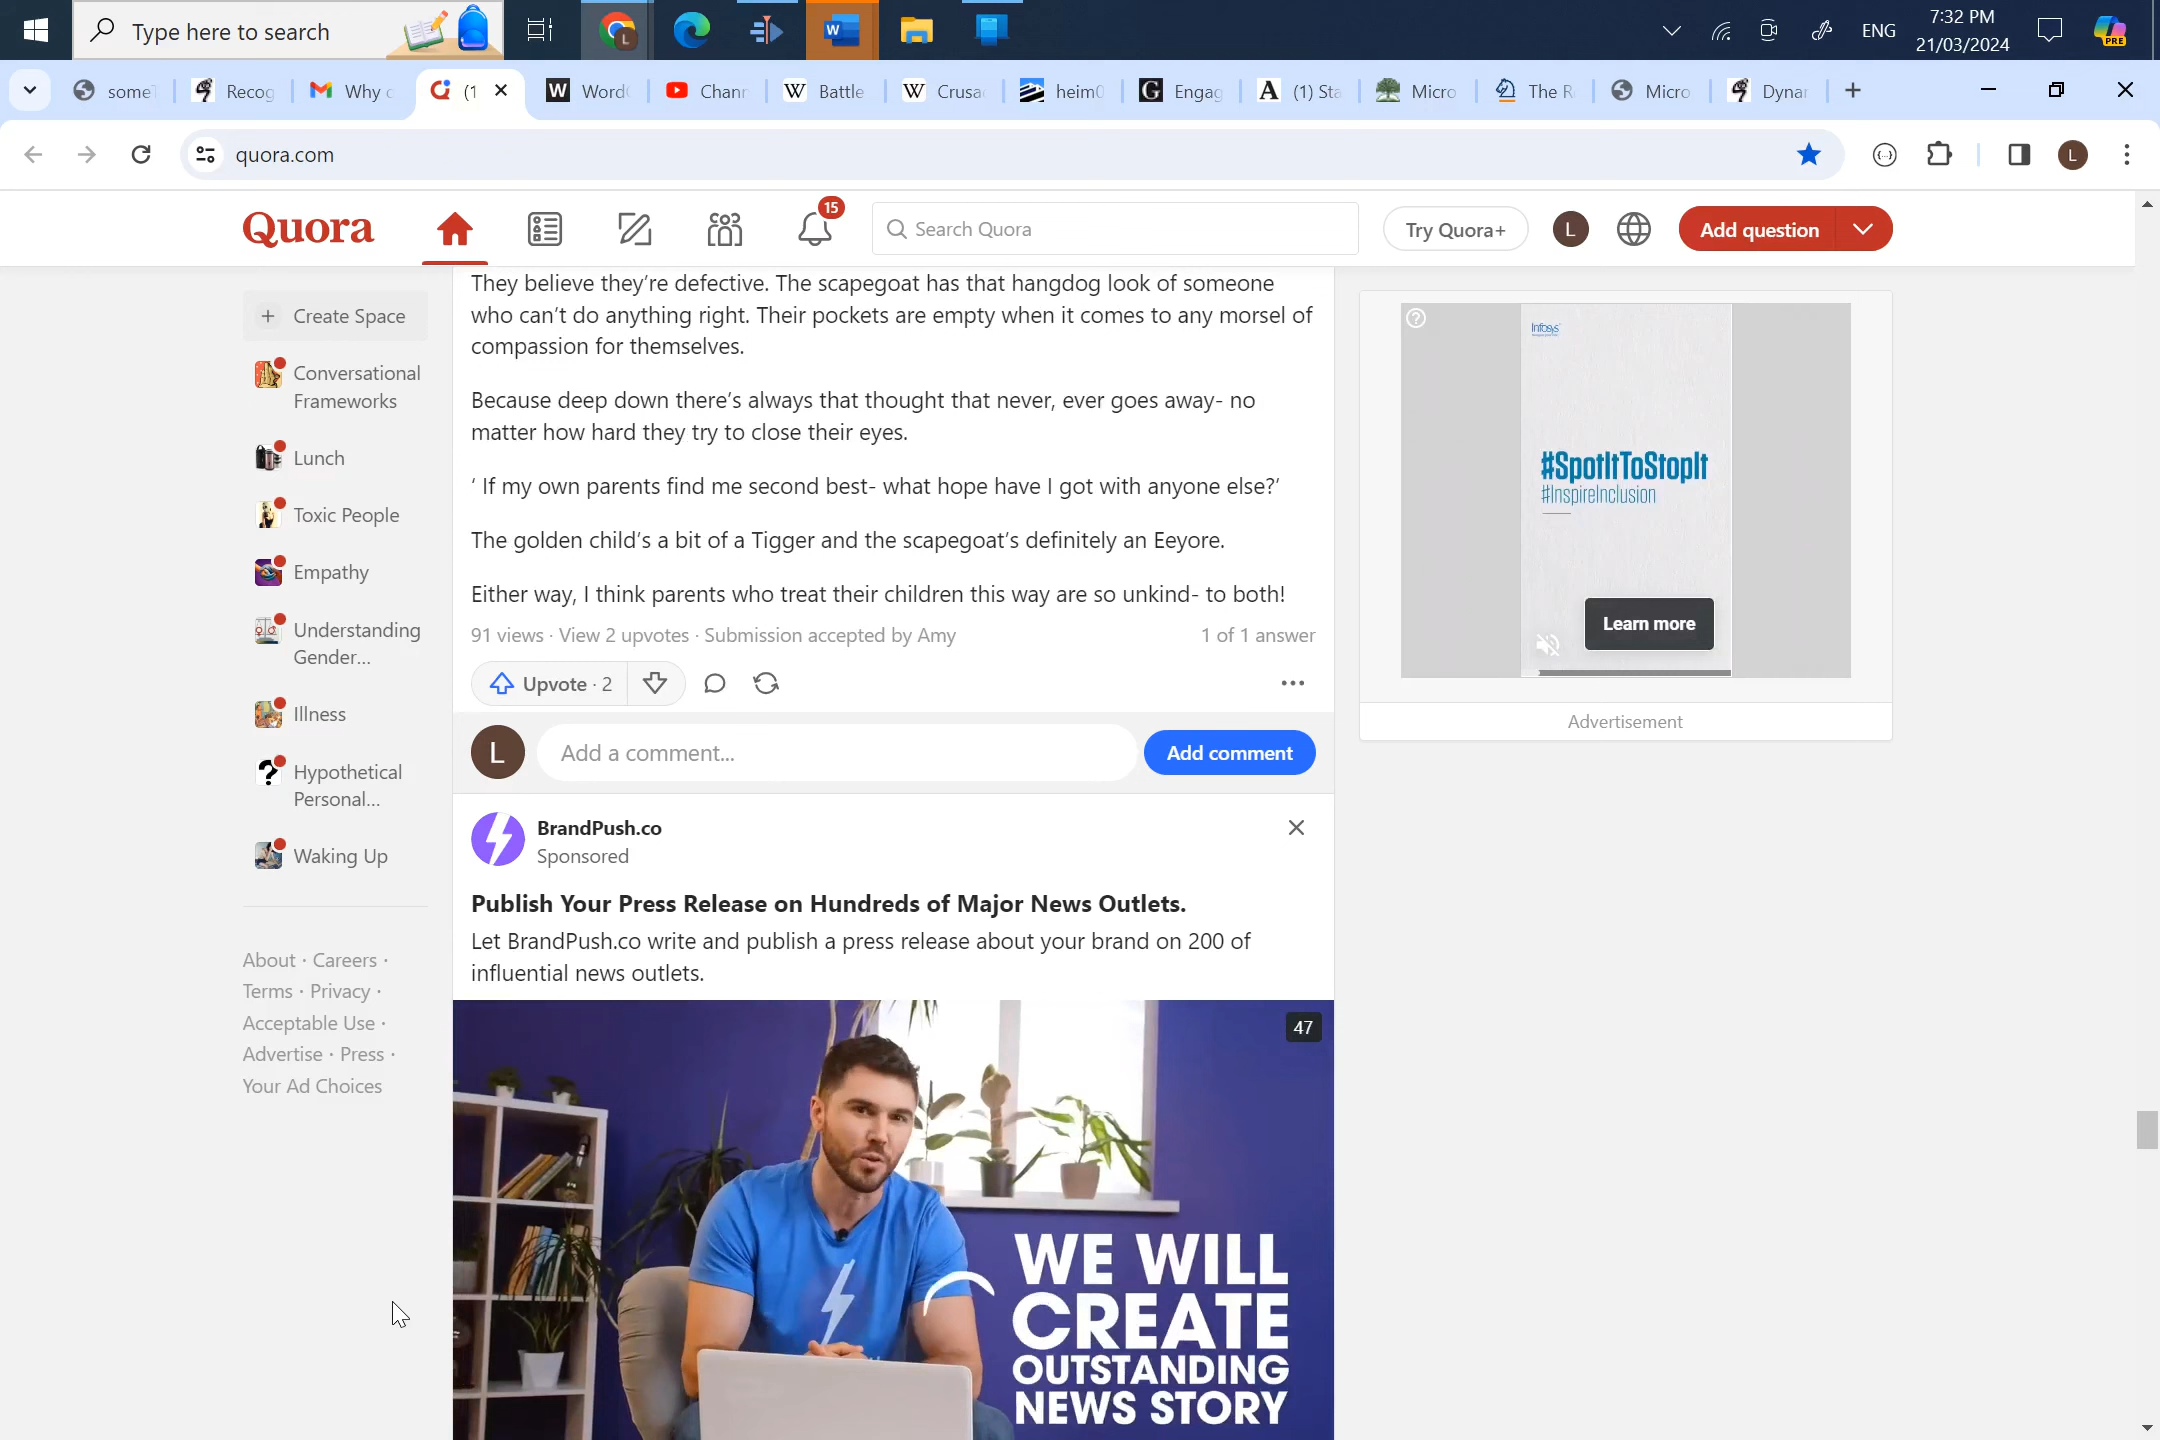 Type here to search
ENG
7:32 PM
21/03/2024
PRE
L
someT
Recog
Why c
(1
Word
Chann
Battle
Crusa
heim0
Engag
(1) Sta
Micro
The R
Micro
Dynar
quora.com
L
Quora
15
Search Quora
Try Quora+
L
Add question
Create Space
Conversational
Frameworks
Lunch
Toxic People
Empathy
Understanding
Gender...
Illness
Hypothetical
Personal...
Waking Up
About · Careers ·
Terms · Privacy ·
Acceptable Use ·
Advertise · Press ·
Your Ad Choices
They believe they’re defective. The scapegoat has that hangdog look of someone
who can’t do anything right. Their pockets are empty when it comes to any morsel of
compassion for themselves.
Because deep down there’s always that thought that never, ever goes away- no
matter how hard they try to close their eyes.
‘ If my own parents find me second best- what hope have I got with anyone else?’
The golden child’s a bit of a Tigger and the scapegoat’s definitely an Eeyore.
Either way, I think parents who treat their children this way are so unkind- to both!
91 views · View 2 upvotes · Submission accepted by Amy
1 of 1 answer
Upvote · 2
L
Add a comment...
Add comment
BrandPush.co
Sponsored
Publish Your Press Release on Hundreds of Major News Outlets.
Let BrandPush.co write and publish a press release about your brand on 200 of
influential news outlets.
47
WE WILL
CREATE
OUTSTANDING
NEWS STORY
Infosys
#SpotItToStopIt
#InspireInclusion
Learn more
Advertisement